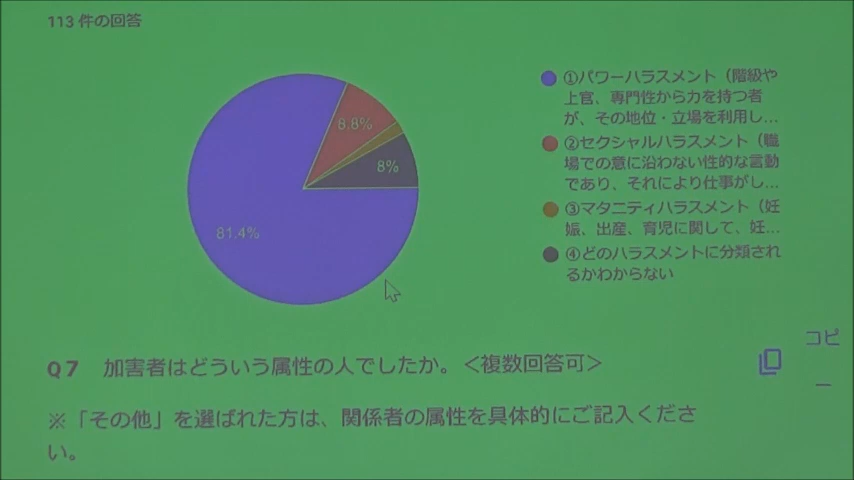 113 件の回答
8.8%
8%
81.4%
①パワーハラスメント（階級や
上官、専門性から力を持つ者
が、その地位・立場を利用し...
②セクシャルハラスメント（職
場での意に沿わない性的な言動
であり、それにより仕事がし...
③マタニティハラスメント（妊
娠、出産、育児に関して、妊...
④どのハラスメントに分類され
るかわからない
コピ
ー
Q7 加害者はどういう属性の人でしたか。＜複数回答可＞
※「その他」を選ばれた方は、関係者の属性を具体的にご記入くださ
い。